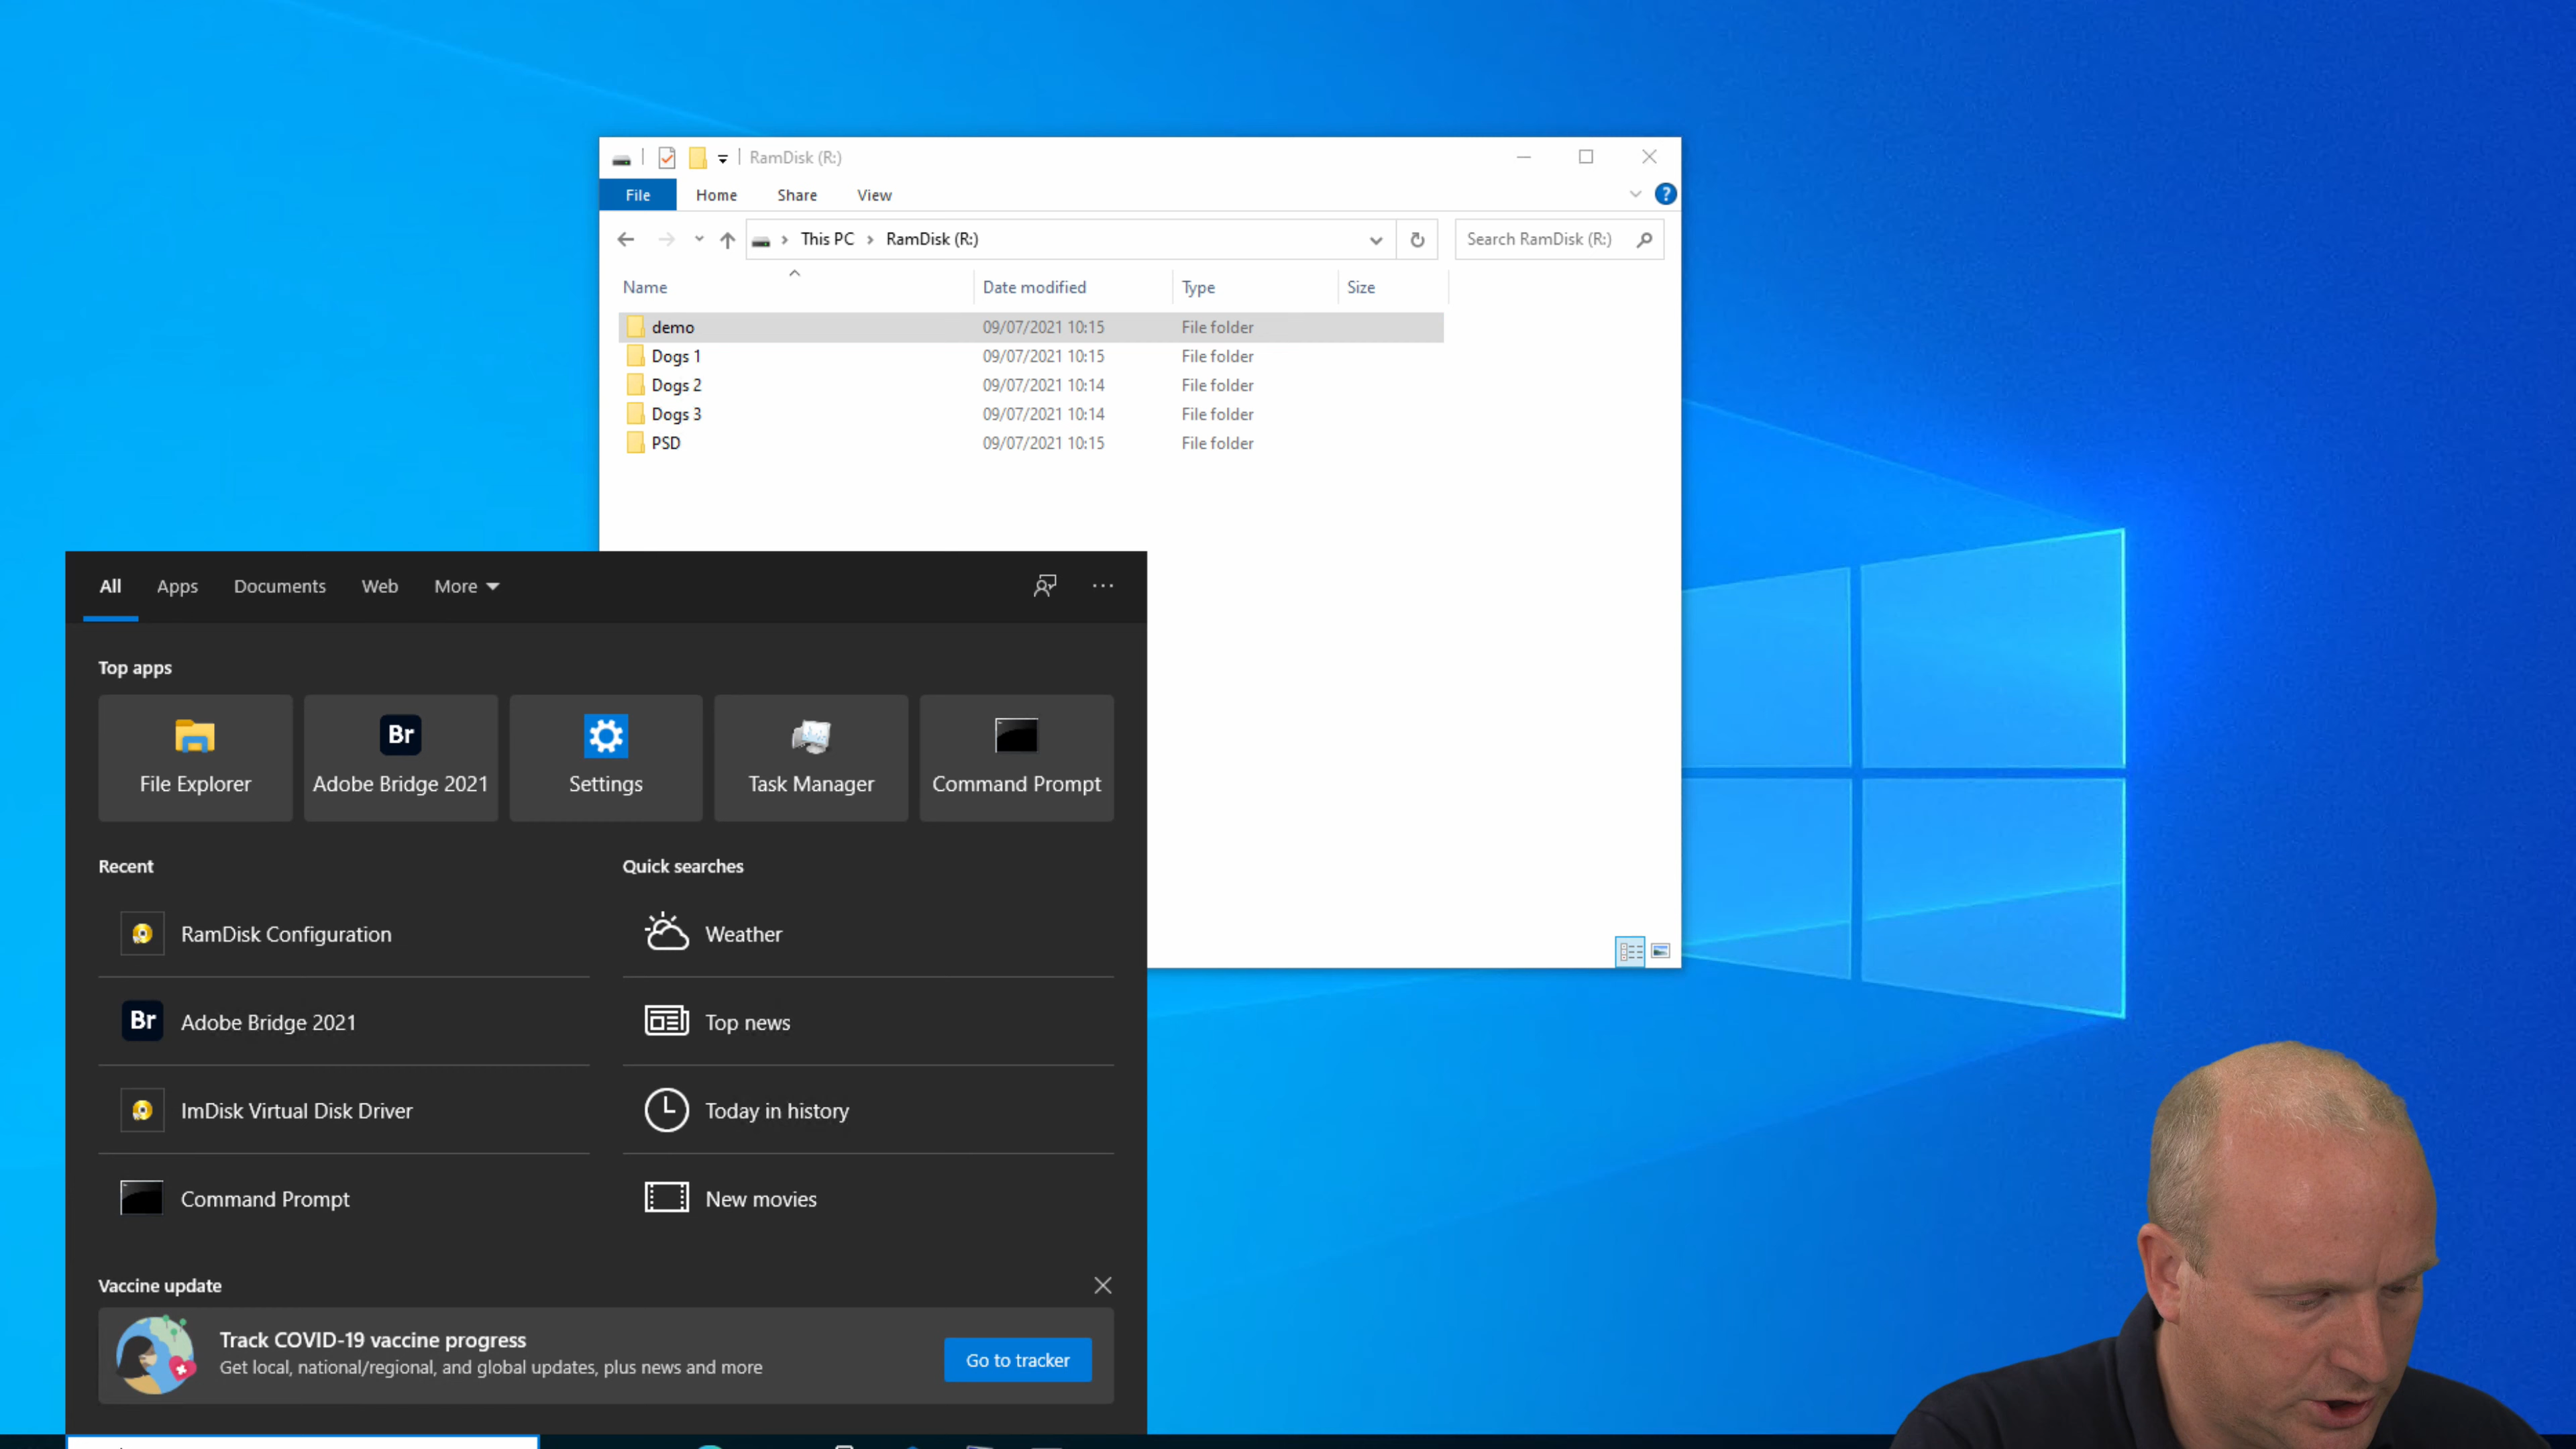 RamDisk (R:)
File Home Share View
?
This PC RamDisk (R:) Search RamDisk (R:)
Name Date modified Type Size
demo 09/07/2021 10:15 File folder
Dogs 1 09/07/2021 10:15 File folder
Dogs 2 09/07/2021 10:14 File folder
Dogs 3 09/07/2021 10:14 File folder
PSD 09/07/2021 10:15 File folder
All Apps Documents Web More
Top apps
Br
File Explorer Adobe Bridge 2021 Settings Task Manager Command Prompt
Recent Quick searches
RamDisk Configuration Weather
Br Adobe Bridge 2021 Top news
ImDisk Virtual Disk Driver Today in history
Command Prompt New movies
Vaccine update
Track COVID-19 vaccine progress
Get local, national/regional, and global updates, plus news and more
Go to tracker